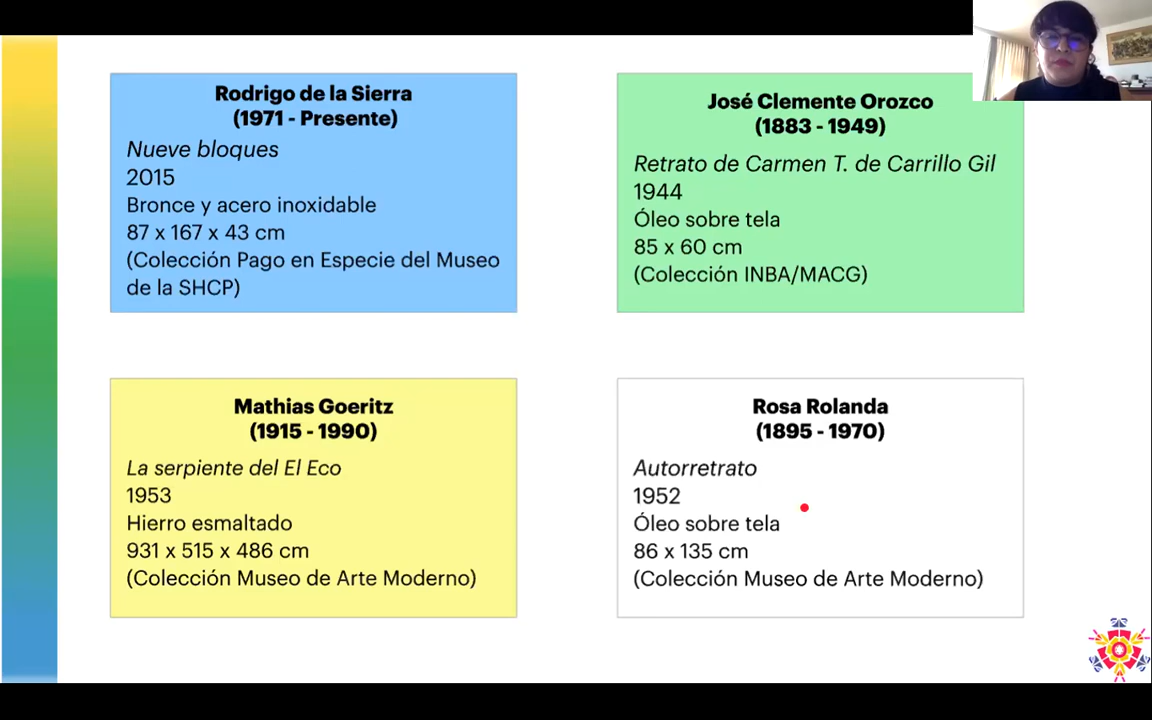 Rodrigo de la Sierra
(1971 - Presente)
Nueve bloques
2015
Bronce y acero inoxidable
87 x 167 x 43 cm
(Colección Pago en Especie del Museo
de la SHCP)
José Clemente Orozco
(1883 - 1949)
Retrato de Carmen T. de Carrillo Gil
1944
Óleo sobre tela
85 x 60 cm
(Colección INBA/MACG)
Mathias Goeritz
(1915 - 1990)
La serpiente del El Eco
1953
Hierro esmaltado
931 x 515 x 486 cm
(Colección Museo de Arte Moderno)
Rosa Rolanda
(1895 - 1970)
Autorretrato
1952
Óleo sobre tela
86 x 135 cm
(Colección Museo de Arte Moderno)